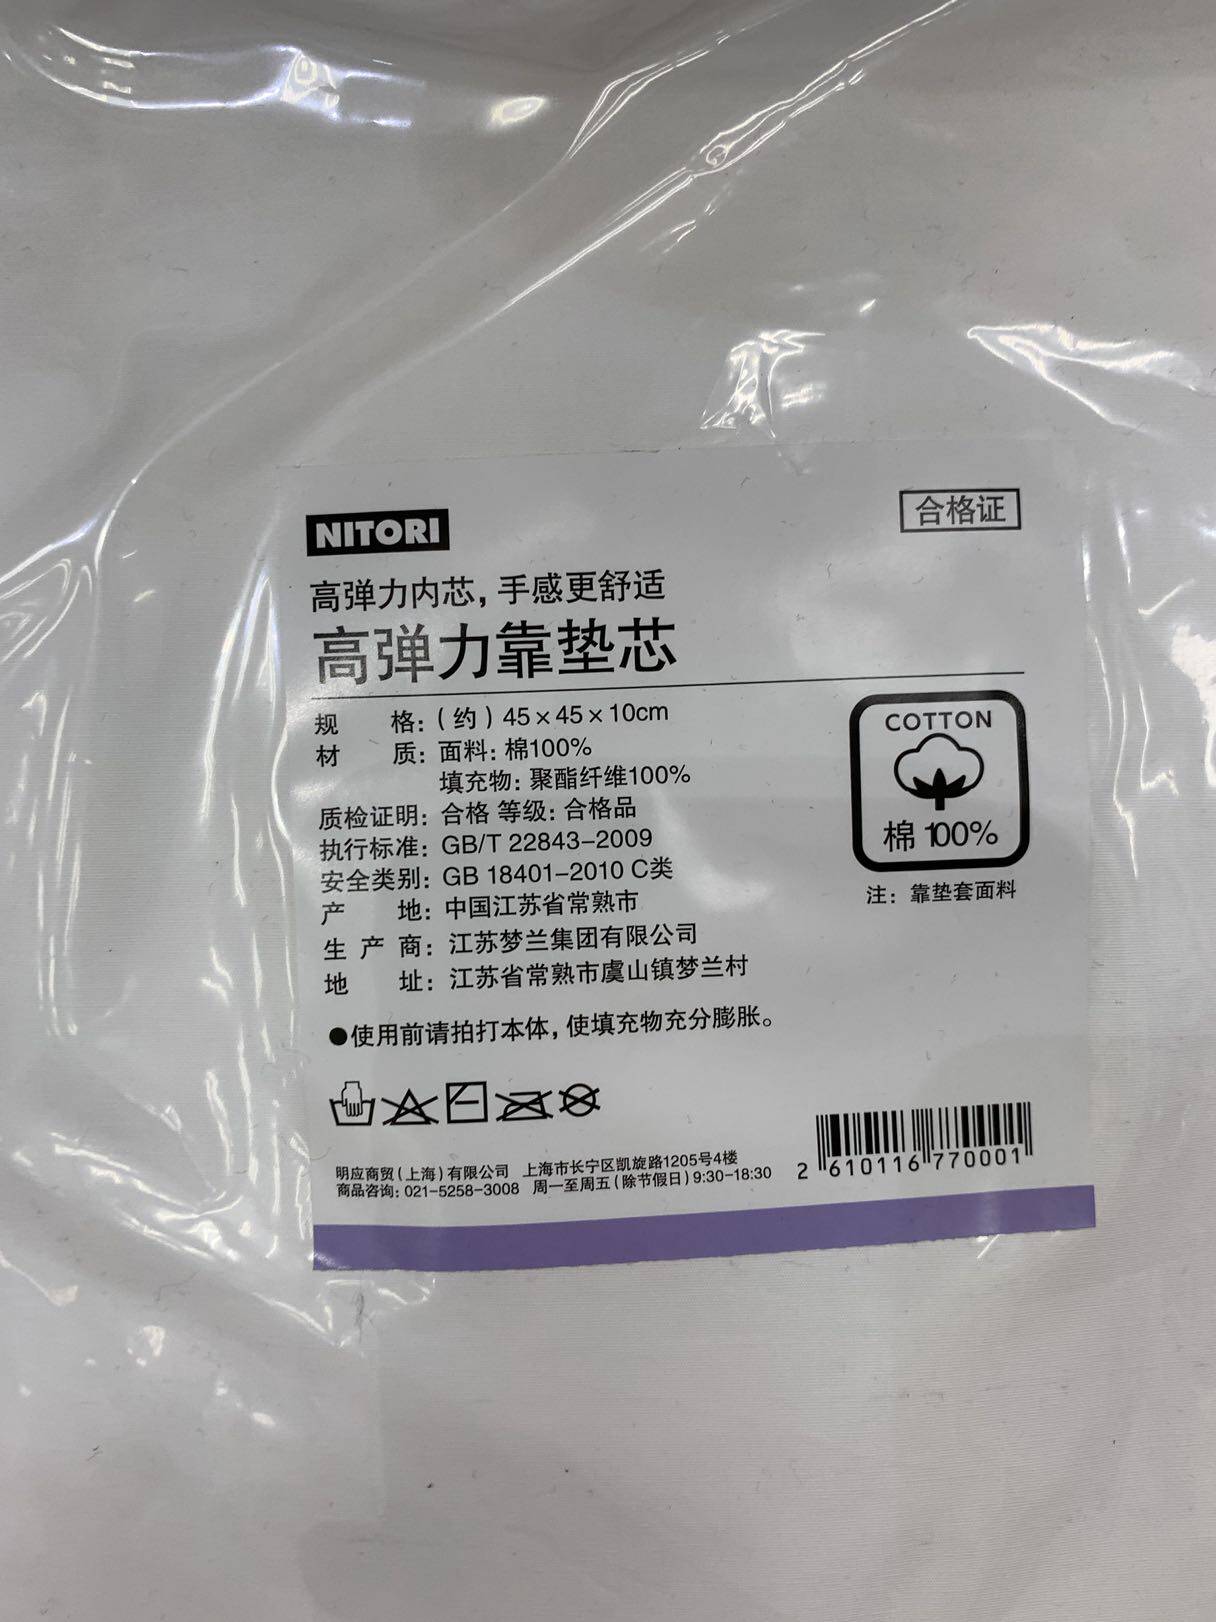 NITORI
合格证
高弹力内芯，手感更舒适
高弹力靠垫芯
规 格：（约）45×45×10cm
材 质：面料：棉100%
填充物：聚酯纤维100%
质检证明：合格 等级：合格品
执行标准：GB/T 22843-2009
安全类别：GB 18401-2010 C类
产 地：中国江苏省常熟市
生 产 商：江苏梦兰集团有限公司
地 址：江苏省常熟市虞山镇梦兰村
COTTON
棉 100%
注：靠垫套面料
●使用前请拍打本体，使填充物充分膨胀。
明应商贸（上海）有限公司 上海市长宁区凯旋路1205号4楼
商品咨询：021-5258-3008 周一至周五（除节假日）9:30-18:30
2 610116 770001